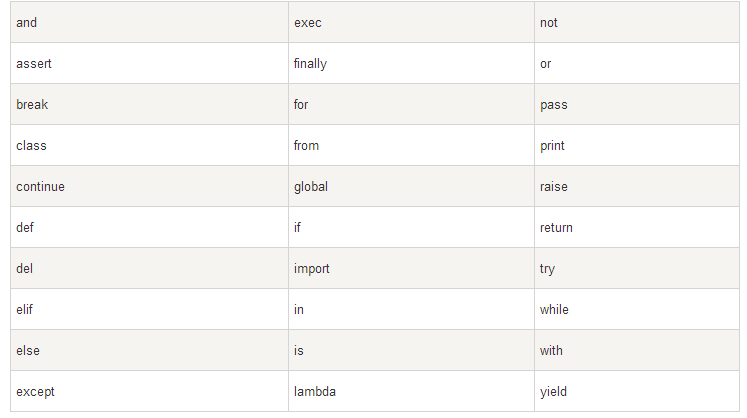 and exec not
assert finally or
break for pass
class from print
continue global raise
def if return
del import try
elif in while
else is with
except lambda yield